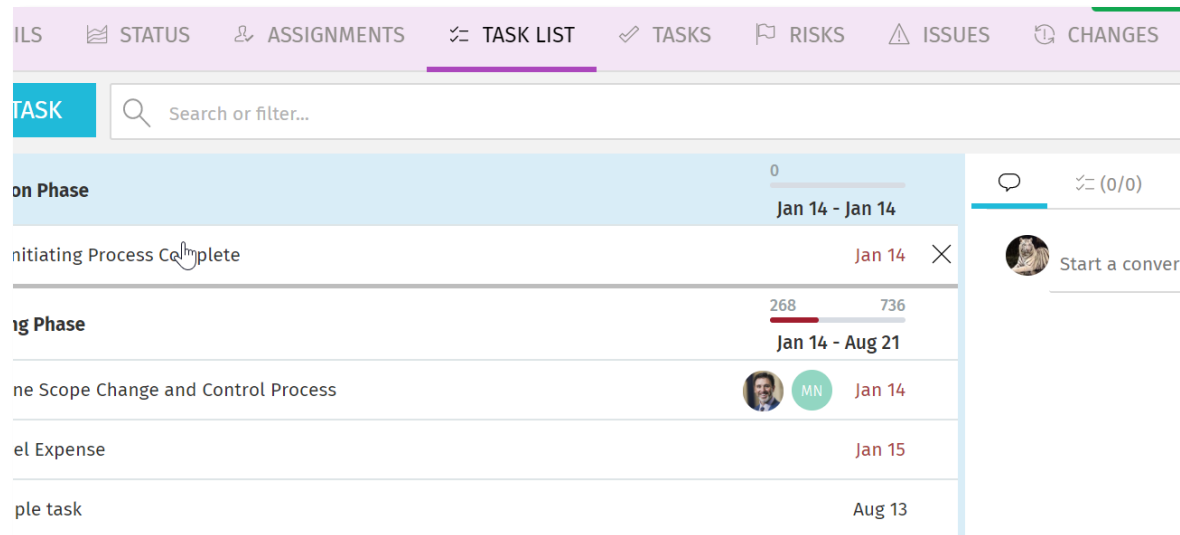 ILS STATUS ASSIGNMENTS TASK LIST TASKS RISKS ISSUES CHANGES
TASK Search or filter...
on Phase 0
Jan 14 - Jan 14
(0/0)
nitiating Process Complete Jan 14
Start a conver
ng Phase 268 736
Jan 14 - Aug 21
ne Scope Change and Control Process MN Jan 14
el Expense Jan 15
ple task Aug 13